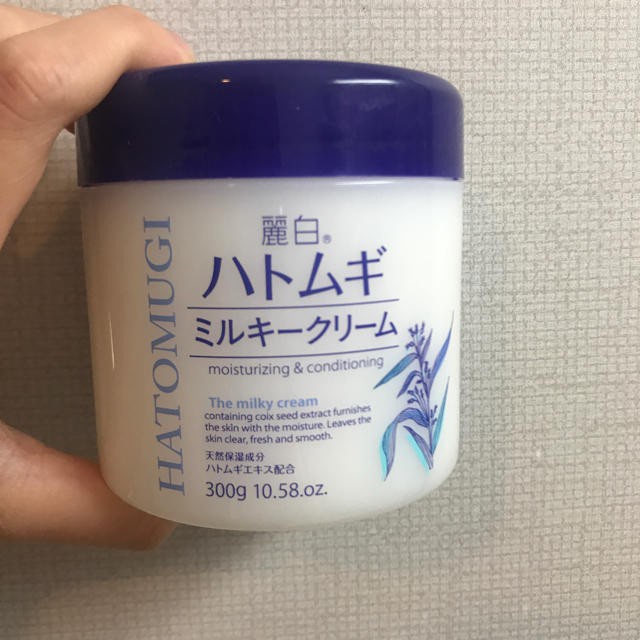 HATOMUGI
麗白®
ハトムギ
ミルキークリーム
moisturizing & conditioning
The milky cream
containing coix seed extract furnishes
the skin with the moisture. Leaves the
skin clear, fresh and smooth.
天然保湿成分
ハトムギエキス配合
300g 10.58.oz.